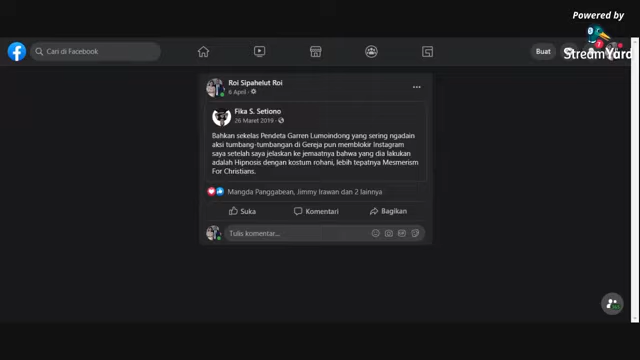 Powered by
StreamYard
Cari di Facebook
Buat
Roi Sipahelut Roi
6 April
Fika S. Setiono
26 Maret 2019
Bahkan sekelas Pendeta Garren Lumoindong yang sering ngadain
aksi tumbang-tumbangan di Gereja pun memblokir Instagram
saya setelah saya jelaskan ke jemaatnya bahwa yang dia lakukan
adalah Hipnosis dengan kostum rohani, lebih tepatnya Mesmerism
For Christians.
Mangda Panggabean, Jimmy Irawan dan 2 lainnya
Suka
Komentari
Bagikan
Tulis komentar...